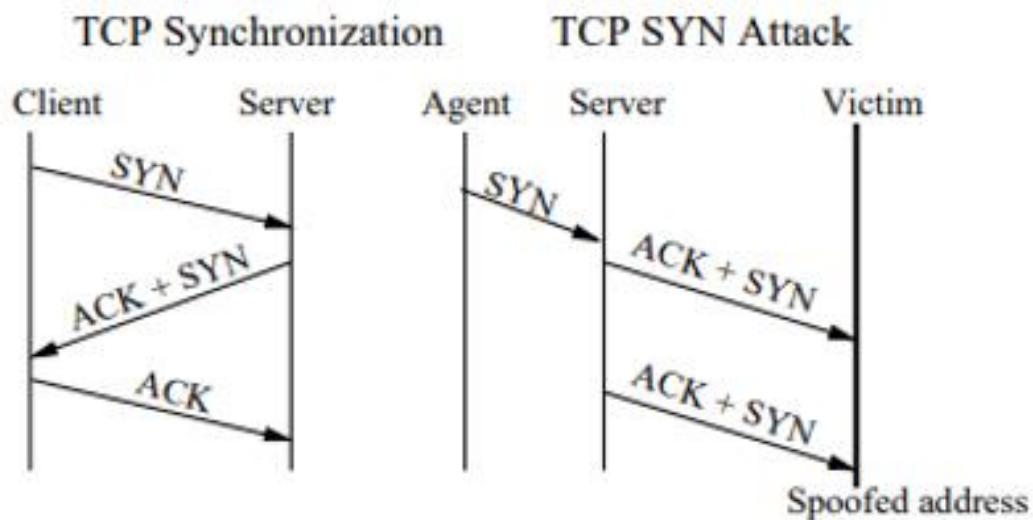 TCP Synchronization
TCP SYN Attack
Client
Server
Agent
Server
Victim
SYN
ACK + SYN
ACK
SYN
ACK + SYN
ACK + SYN
Spoofed address